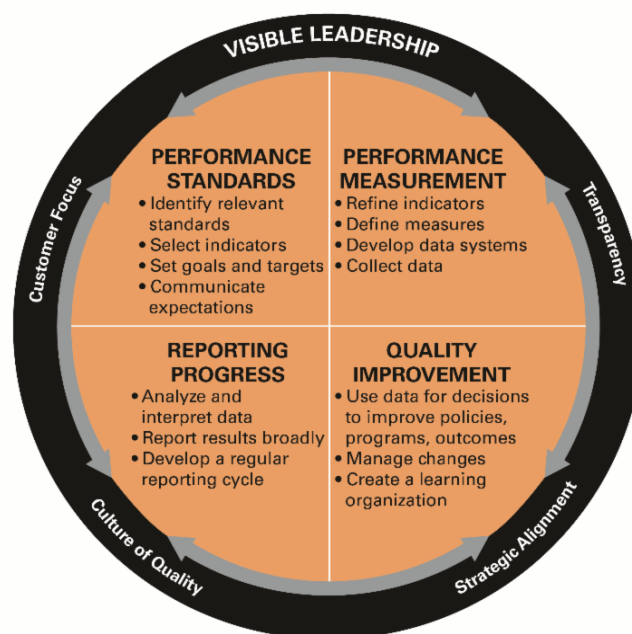 VISIBLE LEADERSHIP
Customer Focus
Transparency
PERFORMANCE
STANDARDS
• Identify relevant
standards
• Select indicators
• Set goals and targets
• Communicate
expectations
PERFORMANCE
MEASUREMENT
• Refine indicators
• Define measures
• Develop data systems
• Collect data
REPORTING
PROGRESS
• Analyze and
interpret data
• Report results broadly
• Develop a regular
reporting cycle
QUALITY
IMPROVEMENT
• Use data for decisions
to improve policies,
programs, outcomes
• Manage changes
• Create a learning
organization
Culture of Quality
Strategic Alignment